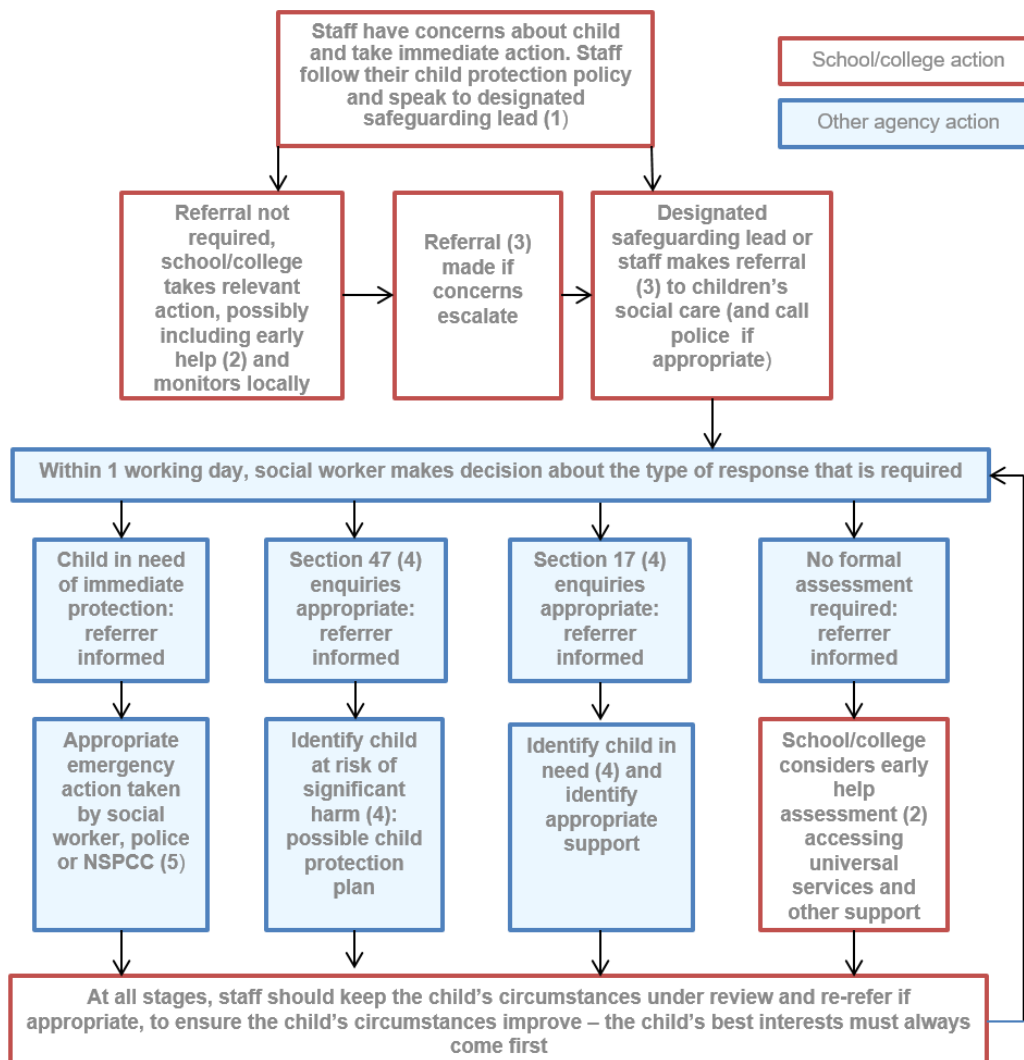 Staff have concerns about child
and take immediate action. Staff
follow their child protection policy
and speak to designated
safeguarding lead (1)
School/college action
Other agency action
Referral not
required,
school/college
takes relevant
action, possibly
including early
help (2) and
monitors locally
Referral (3)
made if
concerns
escalate
Designated
safeguarding lead or
staff makes referral
(3) to children’s
social care (and call
police if
appropriate)
Within 1 working day, social worker makes decision about the type of response that is required
Child in need
of immediate
protection:
referrer
informed
Section 47 (4)
enquiries
appropriate:
referrer
informed
Section 17 (4)
enquiries
appropriate:
referrer
informed
No formal
assessment
required:
referrer
informed
Appropriate
emergency
action taken
by social
worker, police
or NSPCC (5)
Identify child
at risk of
significant
harm (4):
possible child
protection
plan
Identify child in
need (4) and
identify
appropriate
support
School/college
considers early
help
assessment (2)
accessing
universal
services and
other support
At all stages, staff should keep the child’s circumstances under review and re-refer if
appropriate, to ensure the child’s circumstances improve – the child’s best interests must always
come first